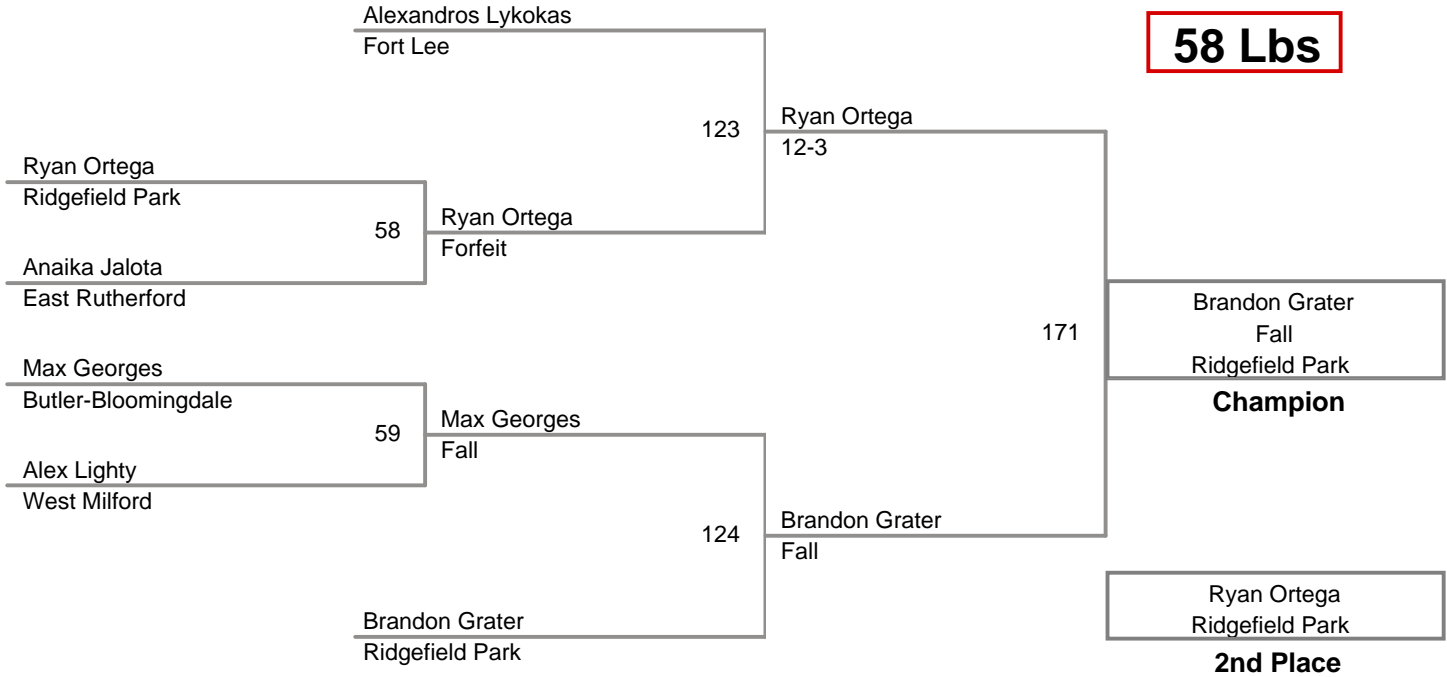 Alexandros Lykokas
Fort Lee
58 Lbs
123
Ryan Ortega
12-3
Ryan Ortega
Ridgefield Park
58
Ryan Ortega
Forfeit
Anaika Jalota
East Rutherford
171
Brandon Grater
Fall
Ridgefield Park
Champion
Max Georges
Butler-Bloomingdale
59
Max Georges
Fall
Alex Lighty
West Milford
124
Brandon Grater
Fall
Brandon Grater
Ridgefield Park
Ryan Ortega
Ridgefield Park
2nd Place